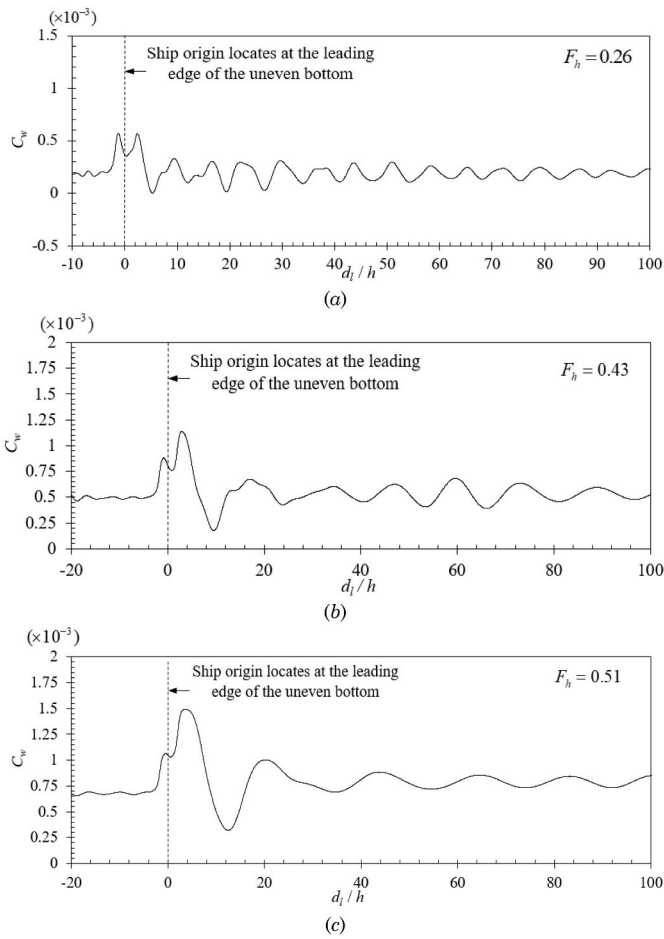 (×10⁻³)
1.5
1
0.5
0
-0.5
C_w
Ship origin locates at the leading
edge of the uneven bottom
F_h = 0.26
-10 0 10 20 30 40 50 60 70 80 90 100
d_l / h
(a)
(×10⁻³)
2
1.75
1.5
1.25
1
0.75
0.5
0.25
0
C_w
Ship origin locates at the leading
edge of the uneven bottom
F_h = 0.43
-20 0 20 40 60 80 100
d_l / h
(b)
(×10⁻³)
2
1.75
1.5
1.25
1
0.75
0.5
0.25
0
C_w
Ship origin locates at the leading
edge of the uneven bottom
F_h = 0.51
-20 0 20 40 60 80 100
d_l / h
(c)